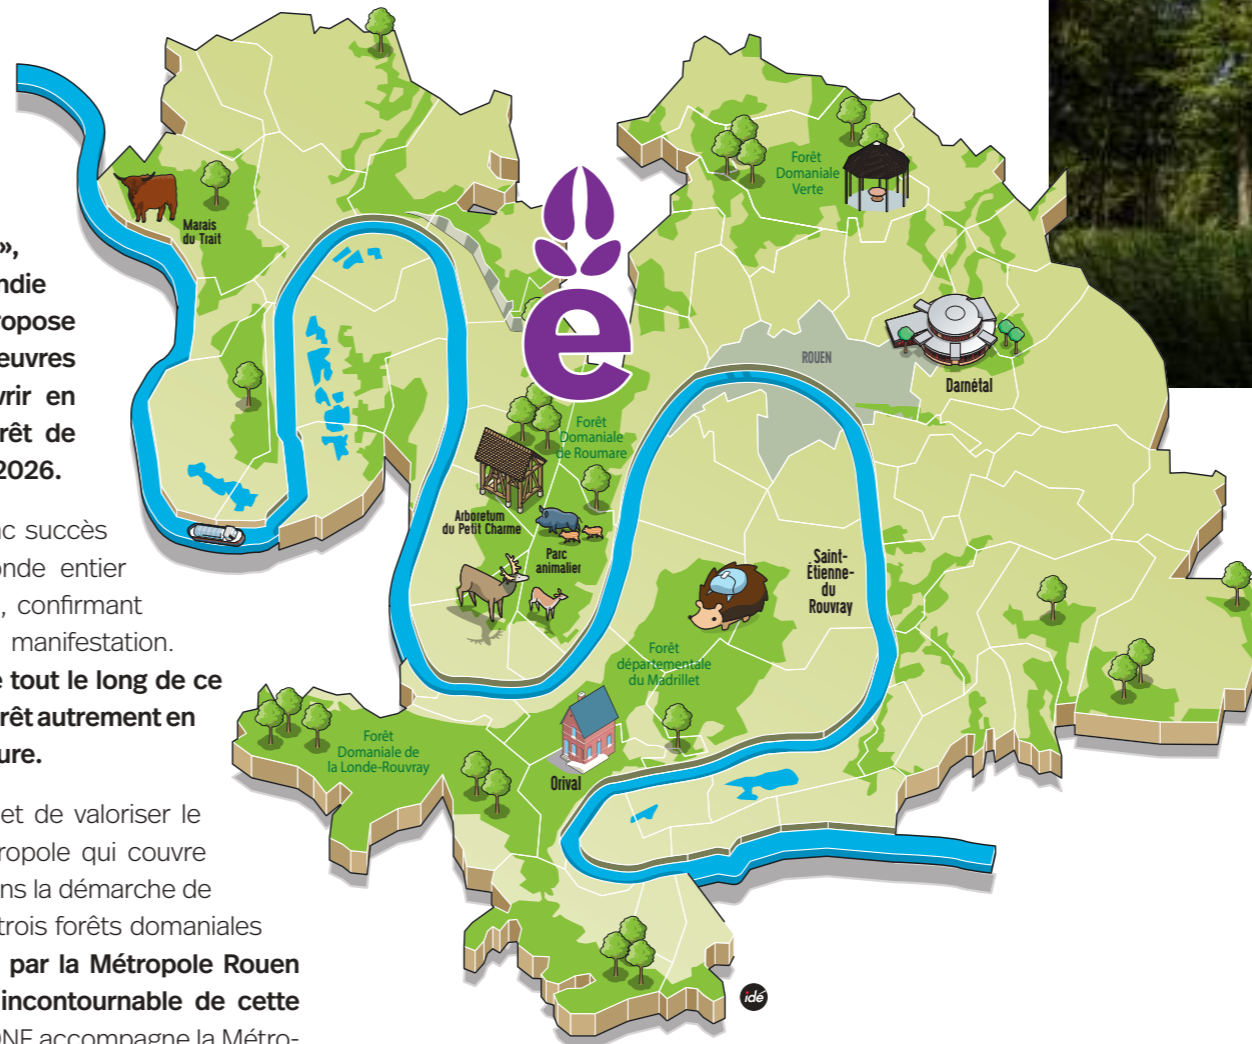 »,
ndie
ropose
œuvres
vrir en
rêt de
2026.
nc succès
onde entier
, confirmant
manifestation.
e tout le long de ce
rêt autrement en
ure.
et de valoriser le
ropole qui couvre
ns la démarche de
trois forêts domaniales
par la Métropole Rouen
incontournable de cette
ONF accompagne la Métro-
Marais
du Trait
e
Forêt
Domaniale
Verte
ROUEN
Darnétal
Forêt
Domaniale
de Roumare
Arboretum
du Petit Charme
Parc
animalier
Saint-
Étienne-
du
Rouvray
Forêt
départementale
du Madrillet
Forêt
Domaniale de
la Londe-Rouvray
Orival
idé